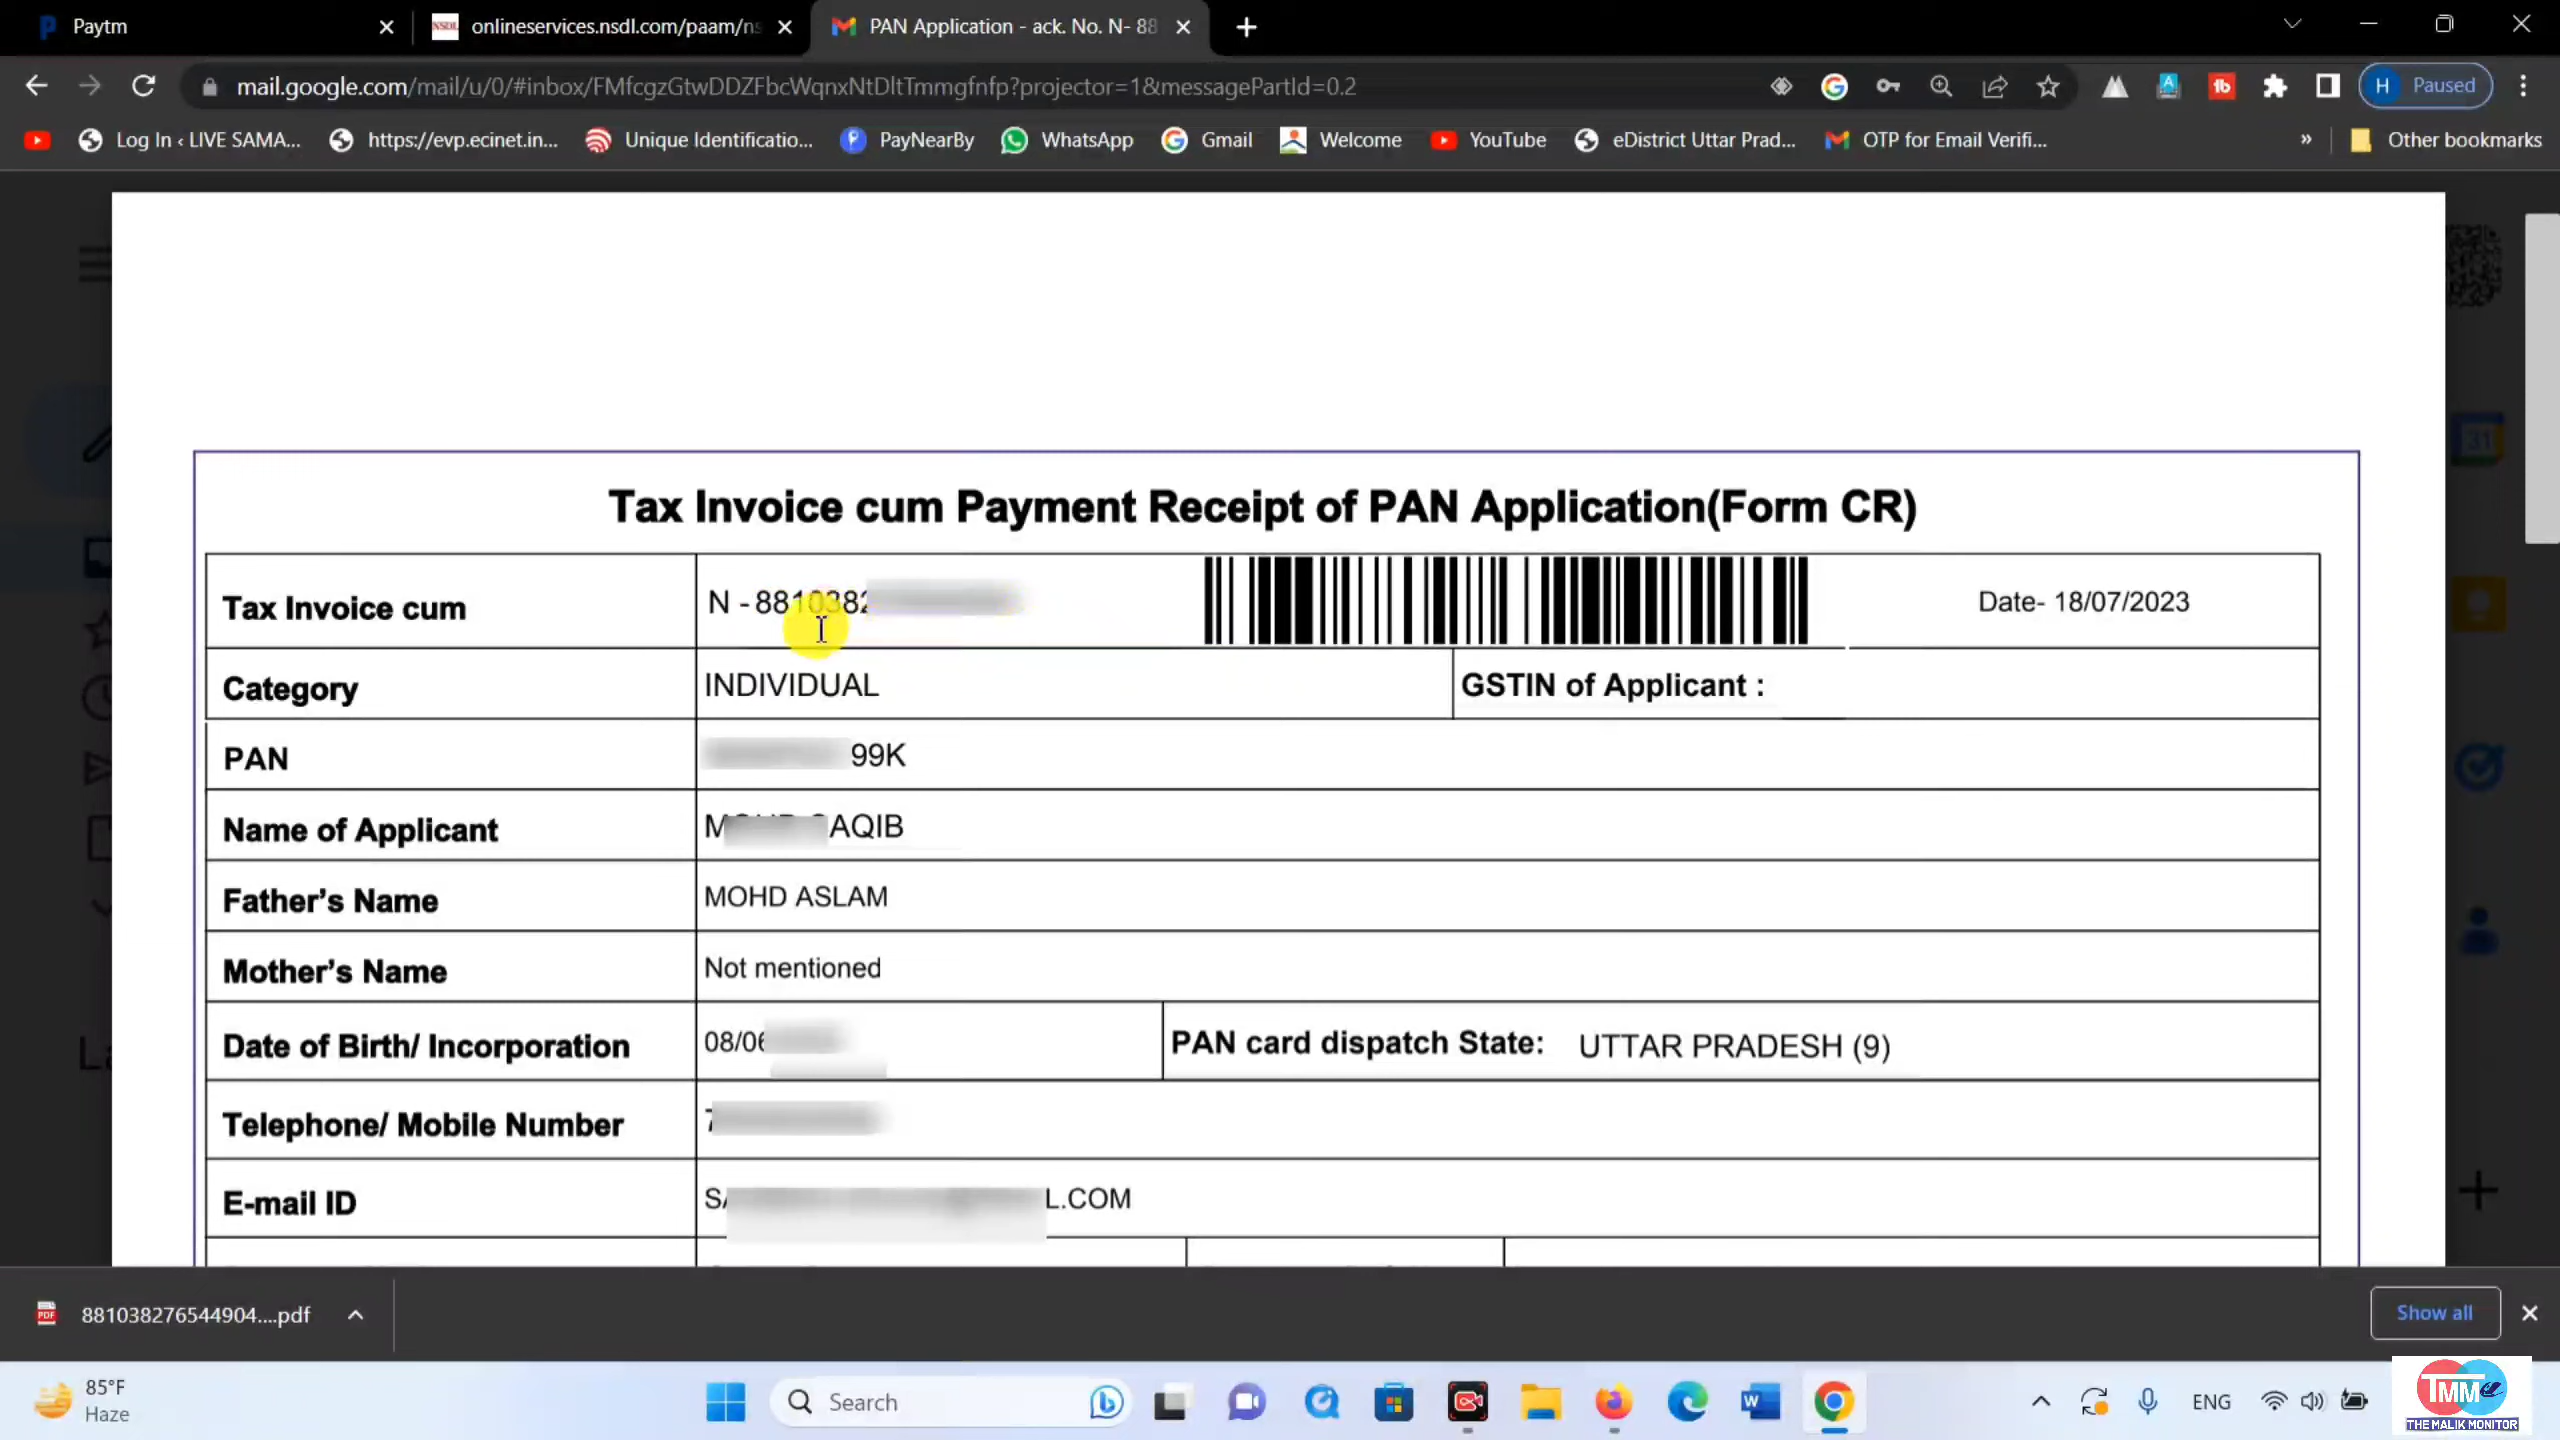 Paytm
onlineservices.nsdl.com/paam/ns
PAN Application - ack. No. N- 88
mail.google.com/mail/u/0/#inbox/FMfcgzGtwDDZFbcWqnxNtDltTmmgfnfp?projector=1&messagePartId=0.2
H Paused
Log In ‹ LIVE SAMA... https://evp.ecinet.in... Unique Identificatio... PayNearBy WhatsApp Gmail Welcome YouTube eDistrict Uttar Prad... OTP for Email Verifi... » Other bookmarks
Tax Invoice cum Payment Receipt of PAN Application(Form CR)
Tax Invoice cum N - 8810382 Date- 18/07/2023
Category INDIVIDUAL GSTIN of Applicant :
PAN 99K
Name of Applicant AQIB
Father's Name MOHD ASLAM
Mother's Name Not mentioned
Date of Birth/ Incorporation 08/06 PAN card dispatch State: UTTAR PRADESH (9)
Telephone/ Mobile Number 7
E-mail ID SA L.COM
881038276544904....pdf Show all
85°F
Haze
Search
ENG
TMM
THE MALIK MONITOR